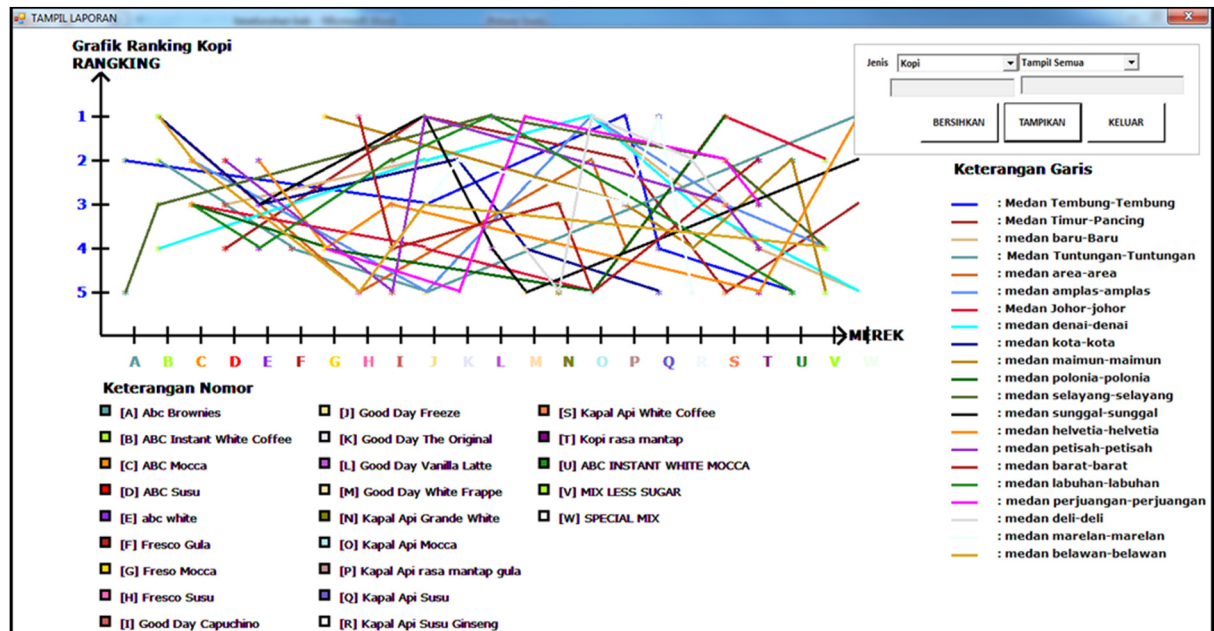 TAMPIL LAPORAN
Grafik Ranking Kopi
RANGKING
1
2
3
4
5
MEREK
A B C D E F G H I J K L M N O P Q R S T U V W
Jenis Kopi Tampil Semua
BERSIHKAN TAMPIKAN KELUAR
Keterangan Garis
: Medan Tembung-Tembung
: Medan Timur-Pancing
: medan baru-Baru
: Medan Tuntungan-Tuntungan
: medan area-area
: medan amplas-amplas
: Medan Johor-johor
: medan denai-denai
: medan kota-kota
: medan maimun-maimun
: medan polonia-polonia
: medan selayang-selayang
: medan sunggal-sunggal
: medan helvetia-helvetia
: medan petisah-petisah
: medan barat-barat
: medan labuhan-labuhan
: medan perjuangan-perjuangan
: medan deli-deli
: medan marelan-marelan
: medan belawan-belawan
Keterangan Nomor
[A] Abc Brownies
[B] ABC Instant White Coffee
[C] ABC Mocca
[D] ABC Susu
[E] abc white
[F] Fresco Gula
[G] Freso Mocca
[H] Fresco Susu
[I] Good Day Capuchino
[J] Good Day Freeze
[K] Good Day The Original
[L] Good Day Vanilla Latte
[M] Good Day White Frappe
[N] Kapal Api Grande White
[O] Kapal Api Mocca
[P] Kapal Api rasa mantap gula
[Q] Kapal Api Susu
[R] Kapal Api Susu Ginseng
[S] Kapal Api White Coffee
[T] Kopi rasa mantap
[U] ABC INSTANT WHITE MOCCA
[V] MIX LESS SUGAR
[W] SPECIAL MIX